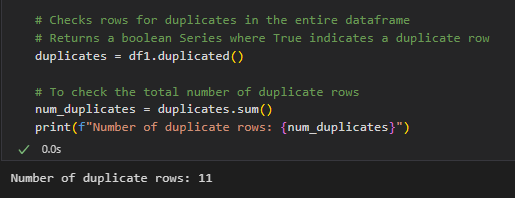 # Checks rows for duplicates in the entire dataframe
# Returns a boolean Series where True indicates a duplicate row
duplicates = df1.duplicated()
# To check the total number of duplicate rows
num_duplicates = duplicates.sum()
print(f"Number of duplicate rows: {num_duplicates}")
0.0s
Number of duplicate rows: 11